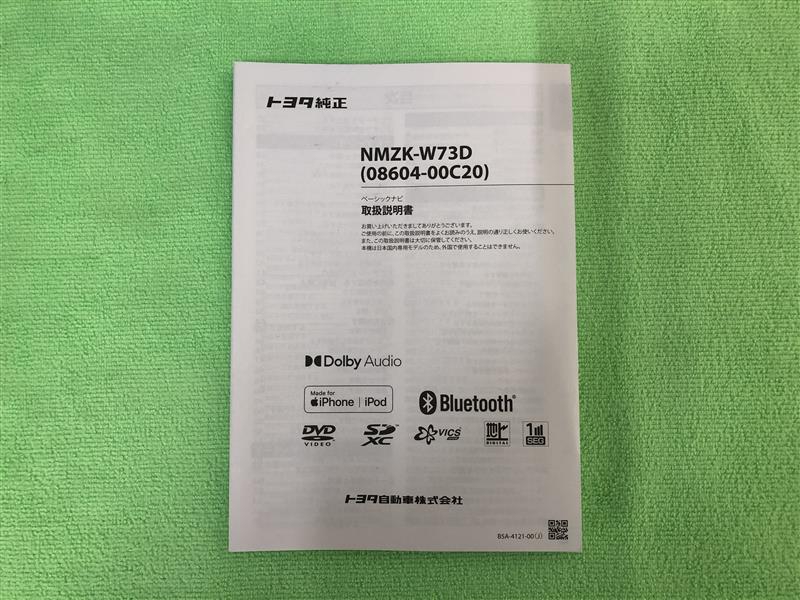 トヨタ純正
NMZK-W73D
(08604-00C20)
ベーシックナビ
取扱説明書
お買い上げいただきましてありがとうございます。
ご使用の前に、この取扱説明書をよくお読みのうえ、説明の通り正しくお使いください。
また、この取扱説明書は大切に保管してください。
本機は日本国内専用モデルのため、外国で使用することはできません。
Dolby Audio
Made for
iPhone | iPod
Bluetooth®
DVD
VIDEO
SD
XC
VICS
地デジ
DIGITAL
1
SEG
トヨタ自動車株式会社
BSA-4121-00(J)